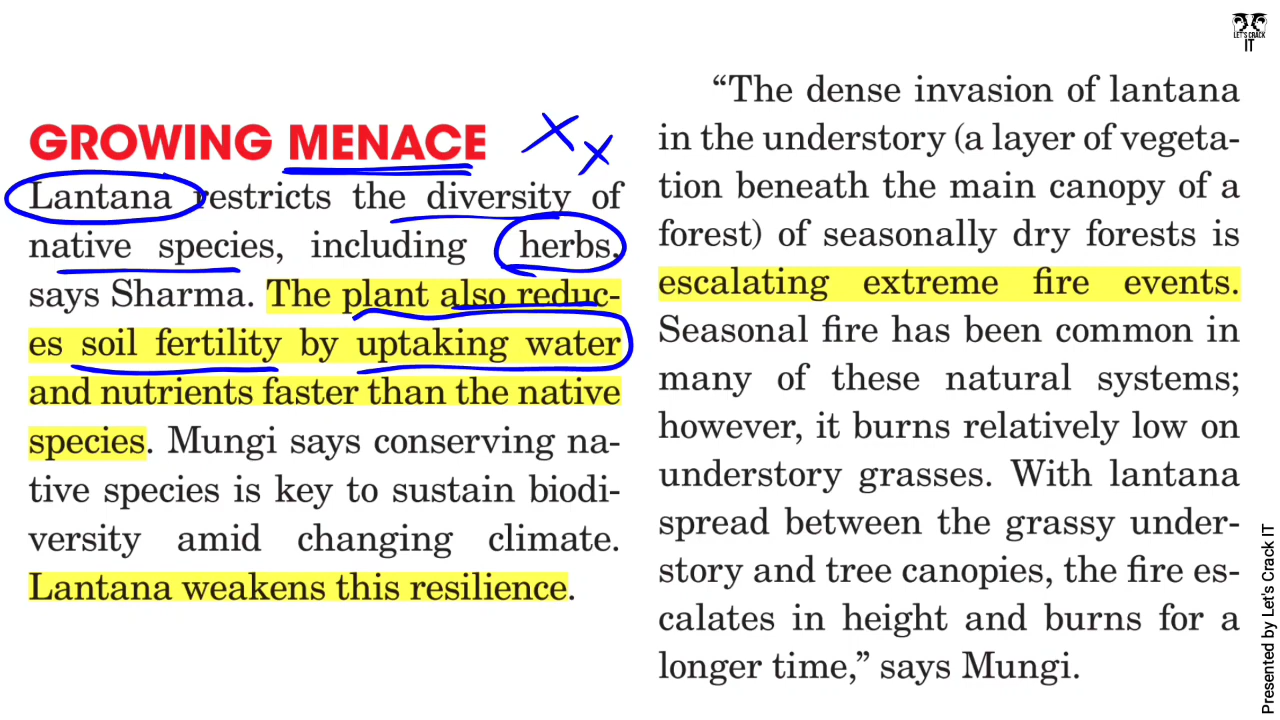 LET'S CRACK
IT
GROWING MENACE
Lantana restricts the diversity of
native species, including herbs,
says Sharma. The plant also reduc-
es soil fertility by uptaking water
and nutrients faster than the native
species. Mungi says conserving na-
tive species is key to sustain biodi-
versity amid changing climate.
Lantana weakens this resilience.
“The dense invasion of lantana
in the understory (a layer of vegeta-
tion beneath the main canopy of a
forest) of seasonally dry forests is
escalating extreme fire events.
Seasonal fire has been common in
many of these natural systems;
however, it burns relatively low on
understory grasses. With lantana
spread between the grassy under-
story and tree canopies, the fire es-
calates in height and burns for a
longer time,” says Mungi.
Presented by Let's Crack IT